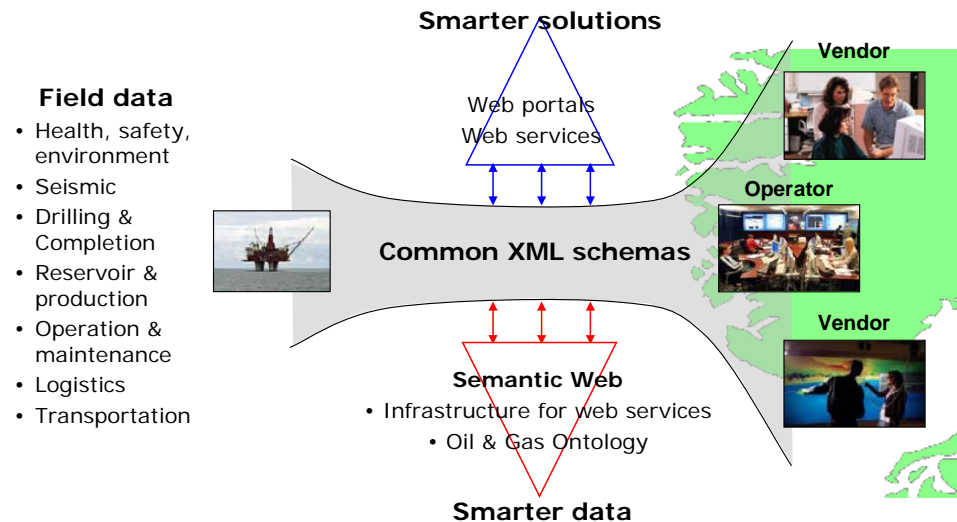 Smarter solutions
Vendor
Field data
• Health, safety,
environment
• Seismic
• Drilling &
Completion
• Reservoir &
production
• Operation &
maintenance
• Logistics
• Transportation
Web portals
Web services
Operator
Common XML schemas
Vendor
Semantic Web
• Infrastructure for web services
• Oil & Gas Ontology
Smarter data